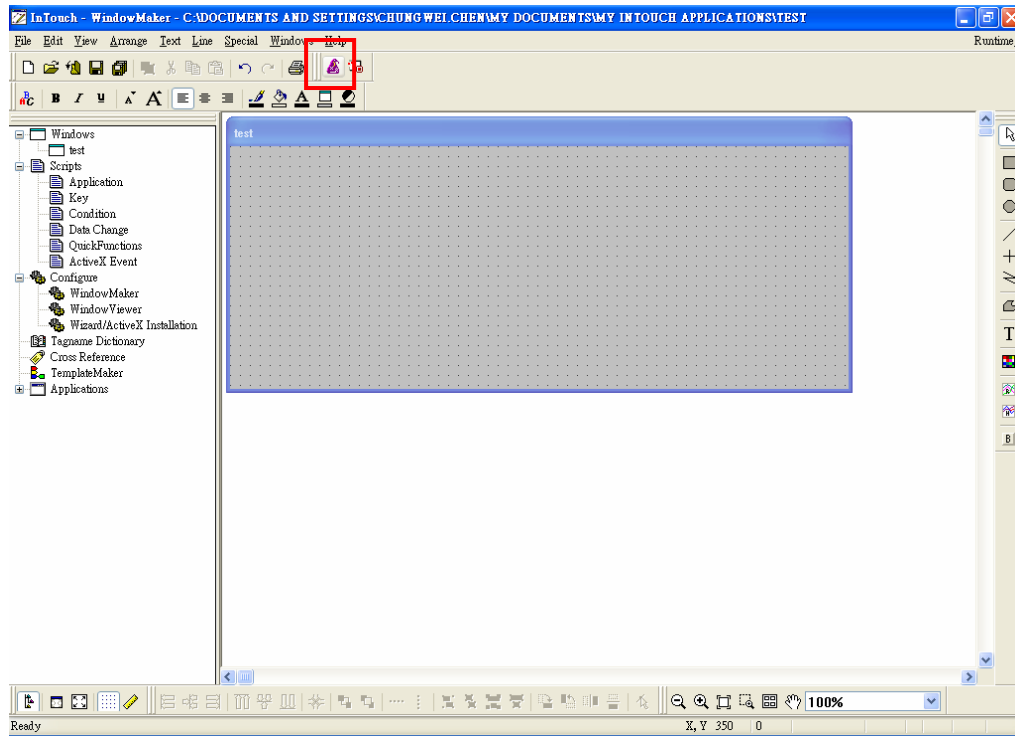 InTouch - WindowMaker - C:\DOCUMENTS AND SETTINGS\CHUNGWEI.CHEN\MY DOCUMENTS\MY INTOUCH APPLICATIONS\TEST
File Edit View Arrange Text Line Special Windows Help Runtime
test
Windows
test
Scripts
Application
Key
Condition
Data Change
QuickFunctions
ActiveX Event
Configure
WindowMaker
WindowViewer
Wizard/ActiveX Installation
Tagname Dictionary
Cross Reference
TemplateMaker
Applications
100%
Ready X, Y 350 0